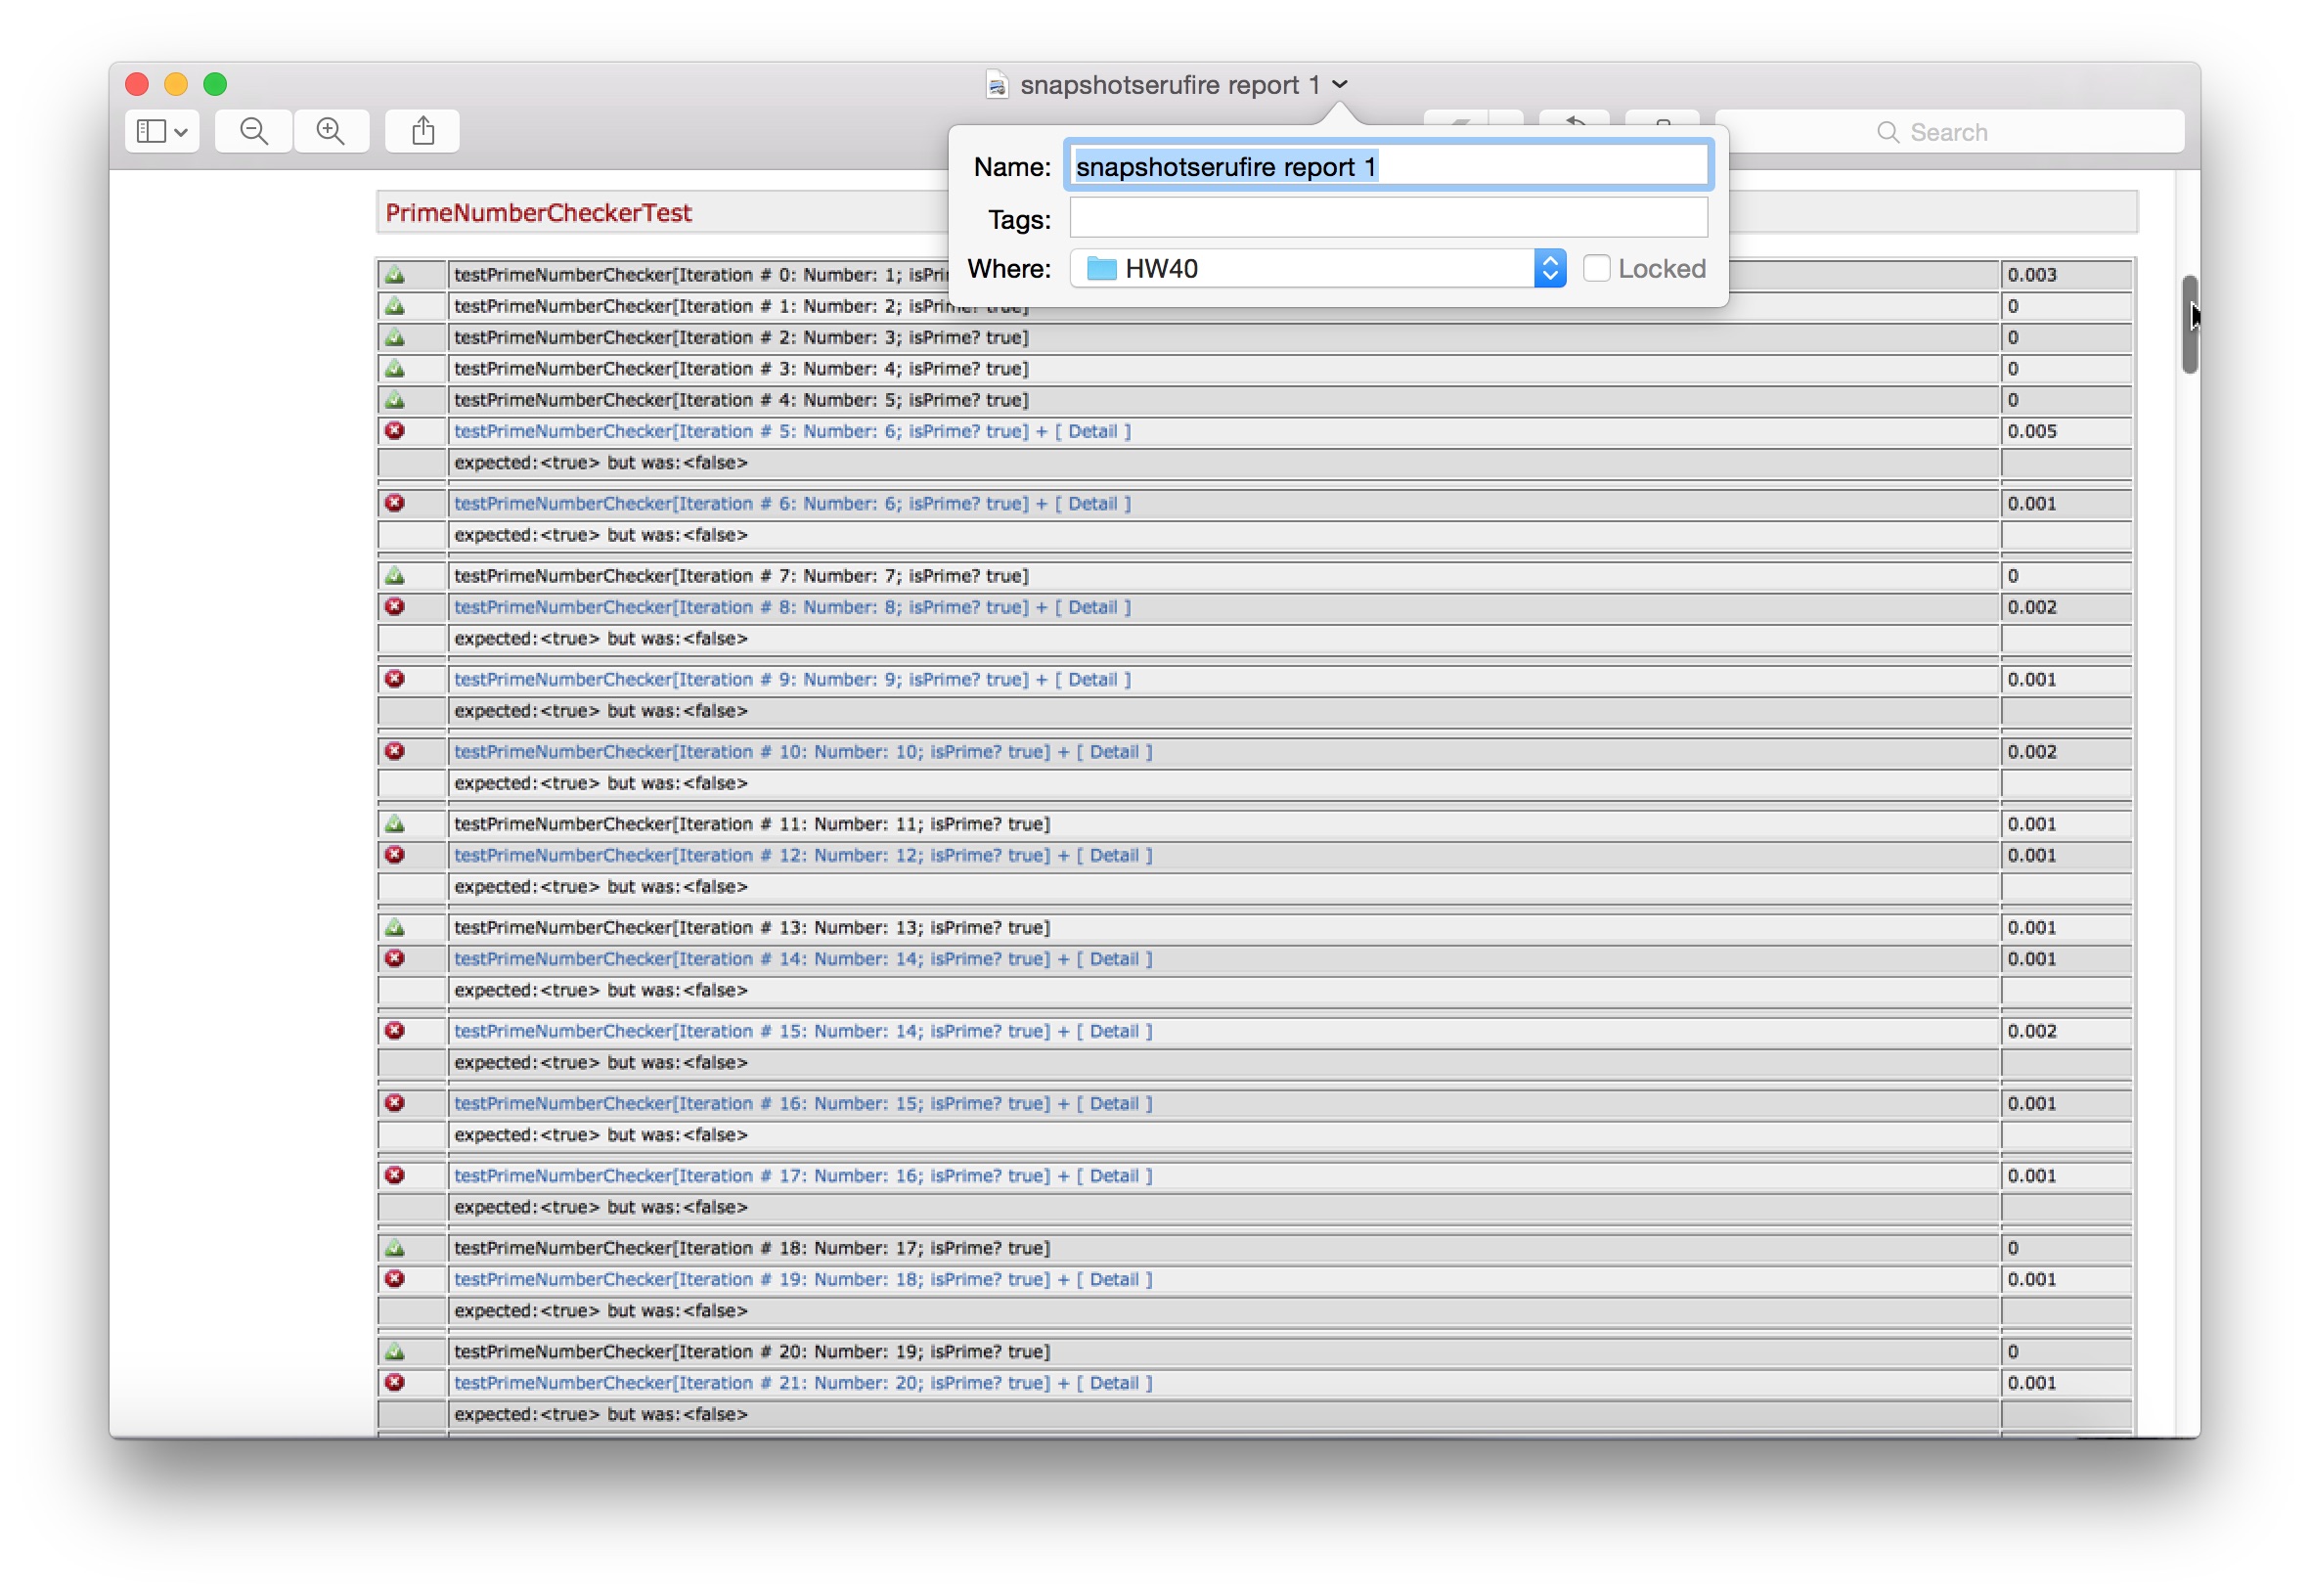 snapshotserufire report 1
Search
Name: snapshotserufire report 1
Tags:
Where: HW40 Locked
PrimeNumberCheckerTest
testPrimeNumberChecker[Iteration # 0: Number: 1; 0.003
testPrimeNumberChecker[Iteration # 1: Number: 2; isPrime? true] 0
testPrimeNumberChecker[Iteration # 2: Number: 3; isPrime? true] 0
testPrimeNumberChecker[Iteration # 3: Number: 4; isPrime? true] 0
testPrimeNumberChecker[Iteration # 4: Number: 5; isPrime? true] 0
testPrimeNumberChecker[Iteration # 5: Number: 6; isPrime? true] + [ Detail ] 0.005
expected:<true> but was:<false>
testPrimeNumberChecker[Iteration # 6: Number: 6; isPrime? true] + [ Detail ] 0.001
expected:<true> but was:<false>
testPrimeNumberChecker[Iteration # 7: Number: 7; isPrime? true] 0
testPrimeNumberChecker[Iteration # 8: Number: 8; isPrime? true] + [ Detail ] 0.002
expected:<true> but was:<false>
testPrimeNumberChecker[Iteration # 9: Number: 9; isPrime? true] + [ Detail ] 0.001
expected:<true> but was:<false>
testPrimeNumberChecker[Iteration # 10: Number: 10; isPrime? true] + [ Detail ] 0.002
expected:<true> but was:<false>
testPrimeNumberChecker[Iteration # 11: Number: 11; isPrime? true] 0.001
testPrimeNumberChecker[Iteration # 12: Number: 12; isPrime? true] + [ Detail ] 0.001
expected:<true> but was:<false>
testPrimeNumberChecker[Iteration # 13: Number: 13; isPrime? true] 0.001
testPrimeNumberChecker[Iteration # 14: Number: 14; isPrime? true] + [ Detail ] 0.001
expected:<true> but was:<false>
testPrimeNumberChecker[Iteration # 15: Number: 14; isPrime? true] + [ Detail ] 0.002
expected:<true> but was:<false>
testPrimeNumberChecker[Iteration # 16: Number: 15; isPrime? true] + [ Detail ] 0.001
expected:<true> but was:<false>
testPrimeNumberChecker[Iteration # 17: Number: 16; isPrime? true] + [ Detail ] 0.001
expected:<true> but was:<false>
testPrimeNumberChecker[Iteration # 18: Number: 17; isPrime? true] 0
testPrimeNumberChecker[Iteration # 19: Number: 18; isPrime? true] + [ Detail ] 0.001
expected:<true> but was:<false>
testPrimeNumberChecker[Iteration # 20: Number: 19; isPrime? true] 0
testPrimeNumberChecker[Iteration # 21: Number: 20; isPrime? true] + [ Detail ] 0.001
expected:<true> but was:<false>